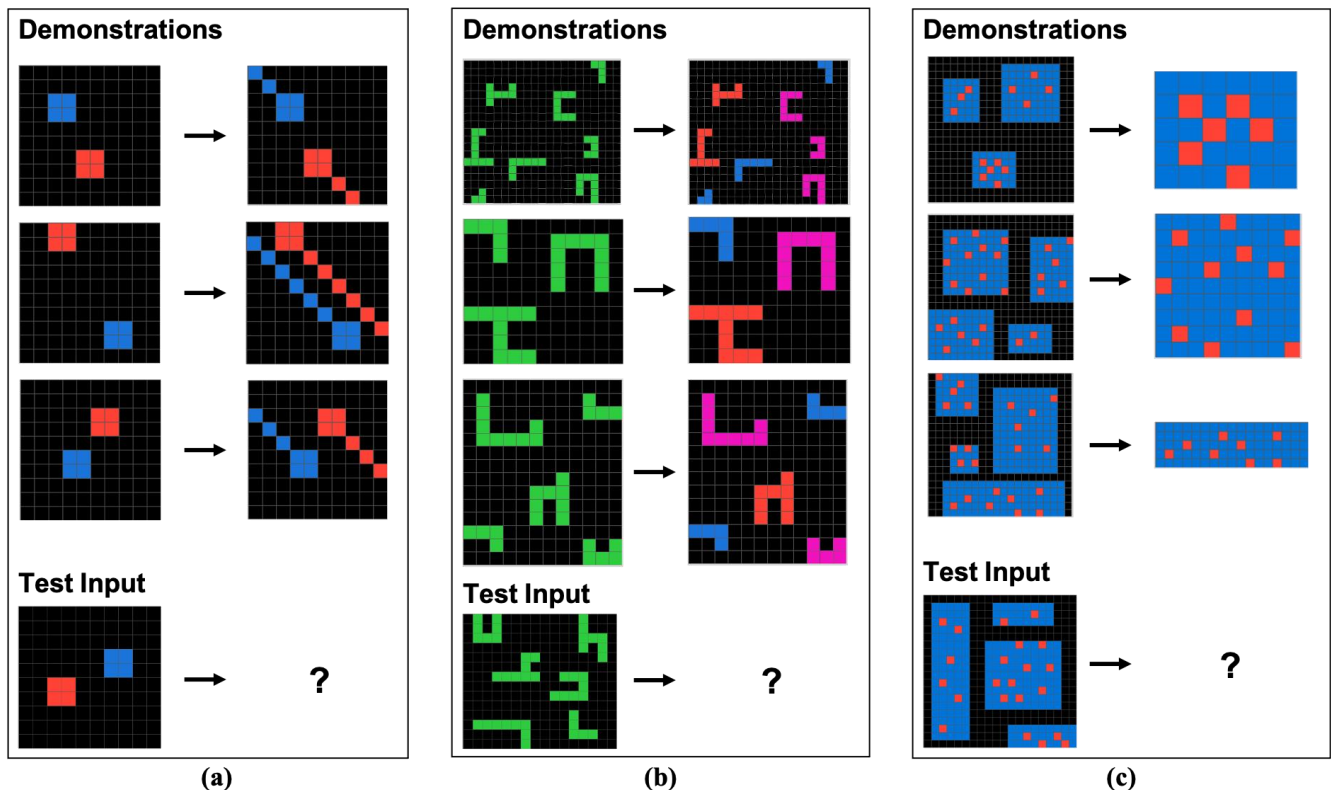 Demonstrations
Test Input
?
(a)
Demonstrations
Test Input
?
(b)
Demonstrations
Test Input
?
(c)